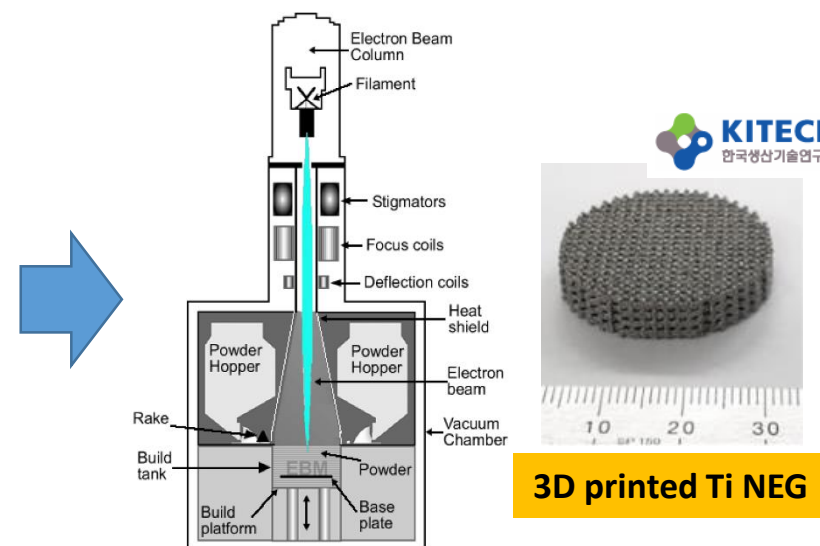 Electron Beam
Column
Filament
Stigmators
Focus coils
Deflection coils
Heat
shield
Powder
Hopper
Powder
Hopper
Electron
beam
Rake
Vacuum
Chamber
Build
tank
EBM
Powder
Build
platform
Base
plate
KITECH
한국생산기술연구
10 20 30
3D printed Ti NEG